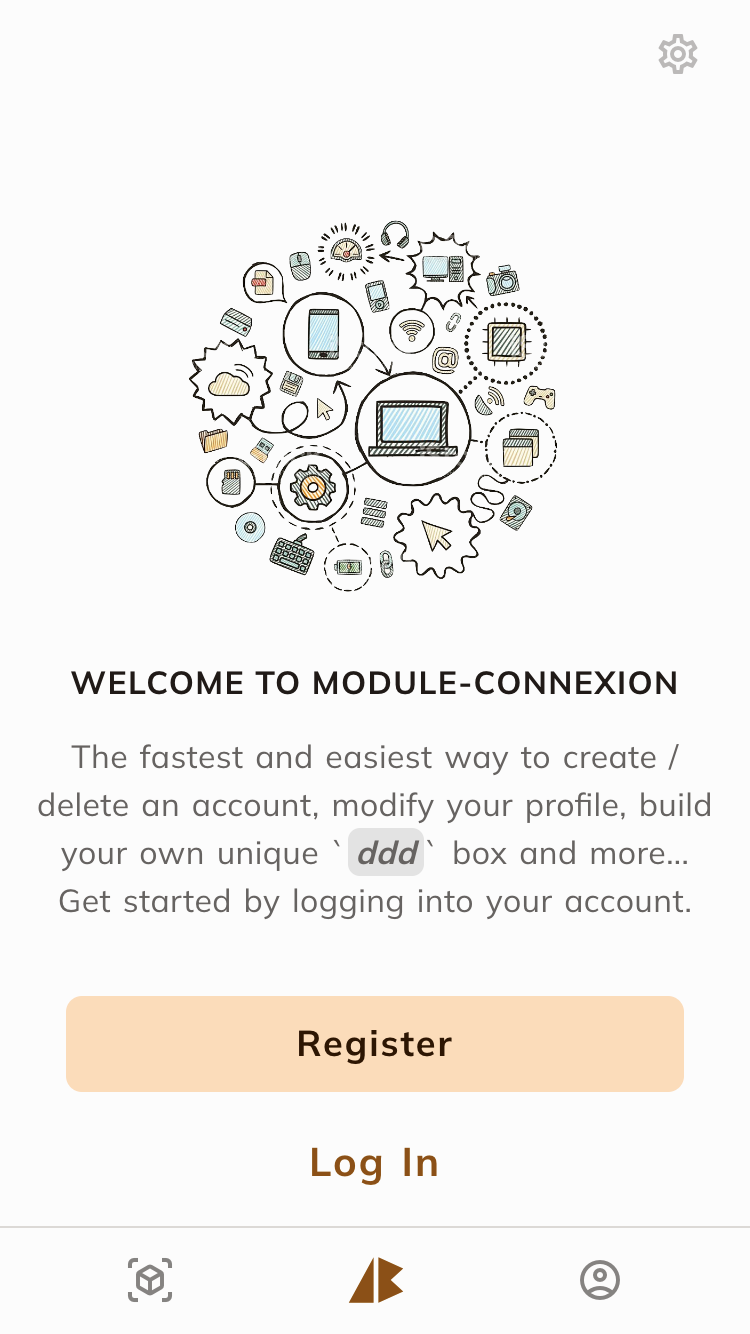 WELCOME TO MODULE-CONNEXION
The fastest and easiest way to create /
delete an account, modify your profile, build
your own unique `ddd` box and more...
Get started by logging into your account.
Register
Log In